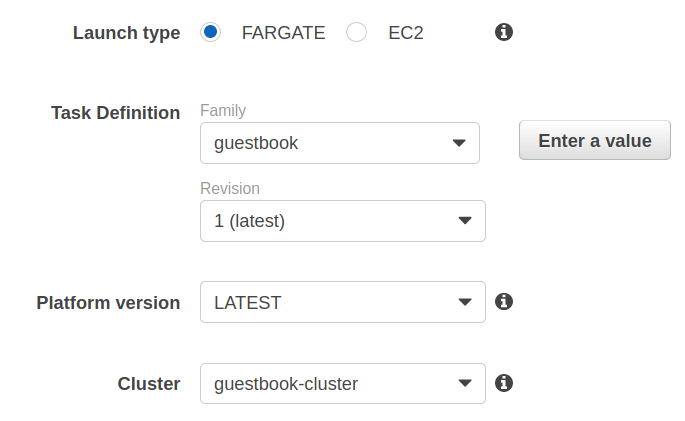 Launch type FARGATE EC2
Task Definition
Family
guestbook
Enter a value
Revision
1 (latest)
Platform version LATEST
Cluster guestbook-cluster